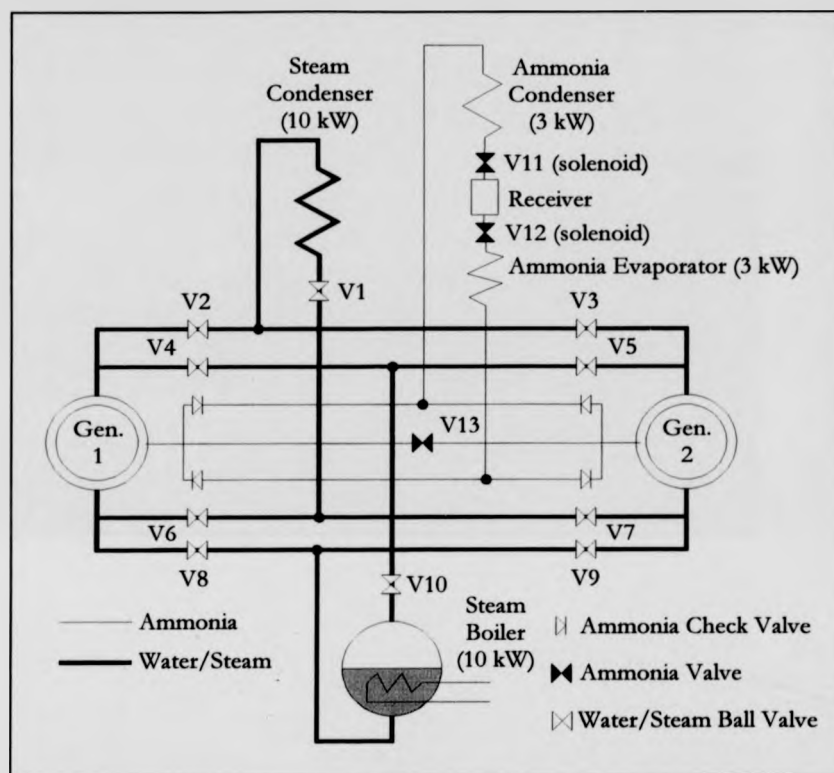 Steam
Condenser
(10 kW)
Ammonia
Condenser
(3 kW)
V11 (solenoid)
Receiver
V12 (solenoid)
Ammonia Evaporator (3 kW)
V1
V2
V3
V4
V5
Gen.
1
V13
Gen.
2
V6
V7
V8
V9
V10
Steam
Boiler
(10 kW)
Ammonia
Water/Steam
Ammonia Check Valve
Ammonia Valve
Water/Steam Ball Valve